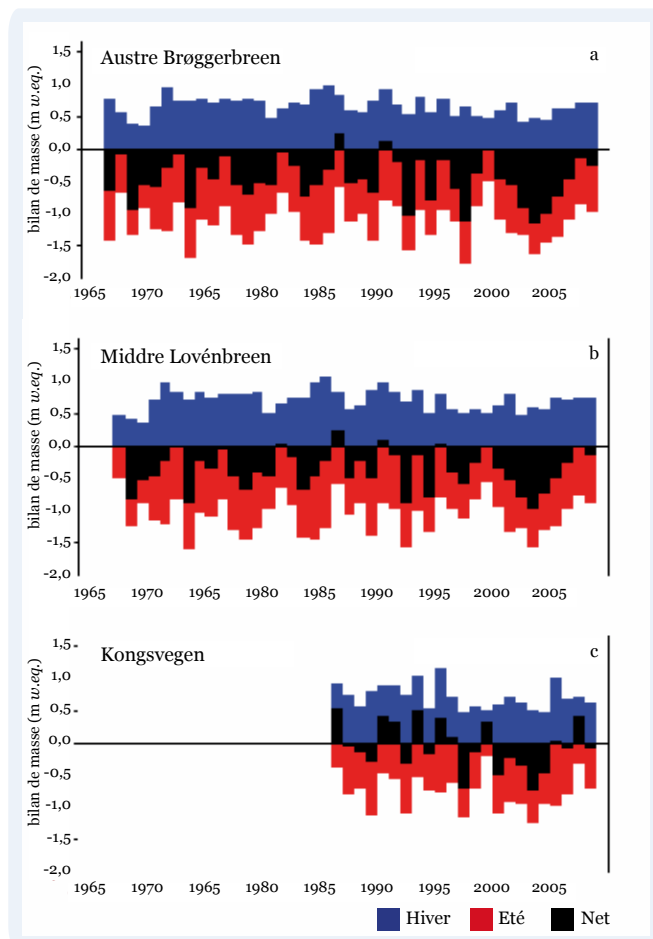 Austre Brøggerbreen
a
bilan de masse (m w.eq.)
1,5
1,0
0,5
0,0
-0,5
-1,0
-1,5
-2,0
1965 1970 1975 1965 1980 1985 1990 1995 2000 2005
Middre Lovénbreen
b
bilan de masse (m w.eq.)
1,5
1,0
0,5
0,0
-0,5
-1,0
-1,5
-2,0
1965 1970 1965 1980 1985 1990 1995 2000 2005
Kongsvegen
c
bilan de masse (m w.eq.)
1,5
1,0
0,5
0,0
-0,5
-1,0
-1,5
-2,0
1965 1970 1965 1980 1985 1990 1995 2000 2005
Hiver Eté Net